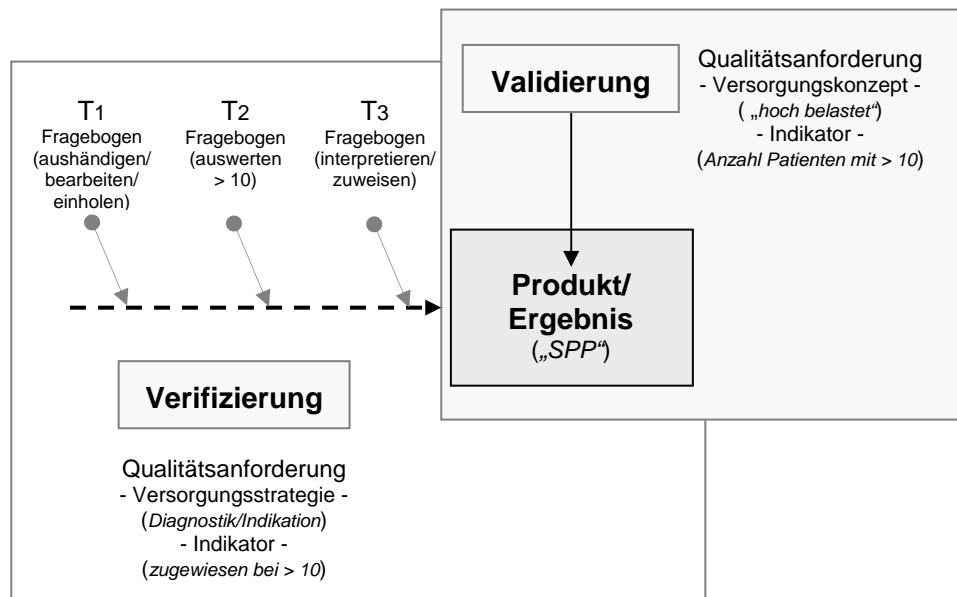 Validierung
Qualitätsanforderung
- Versorgungskonzept -
( „hoch belastet“)
- Indikator -
(Anzahl Patienten mit > 10)
T1
Fragebogen
(aushändigen/
bearbeiten/
einholen)
T2
Fragebogen
(auswerten
> 10)
T3
Fragebogen
(interpretieren/
zuweisen)
Produkt/
Ergebnis
(„SPP“)
Verifizierung
Qualitätsanforderung
- Versorgungsstrategie -
(Diagnostik/Indikation)
- Indikator -
(zugewiesen bei > 10)